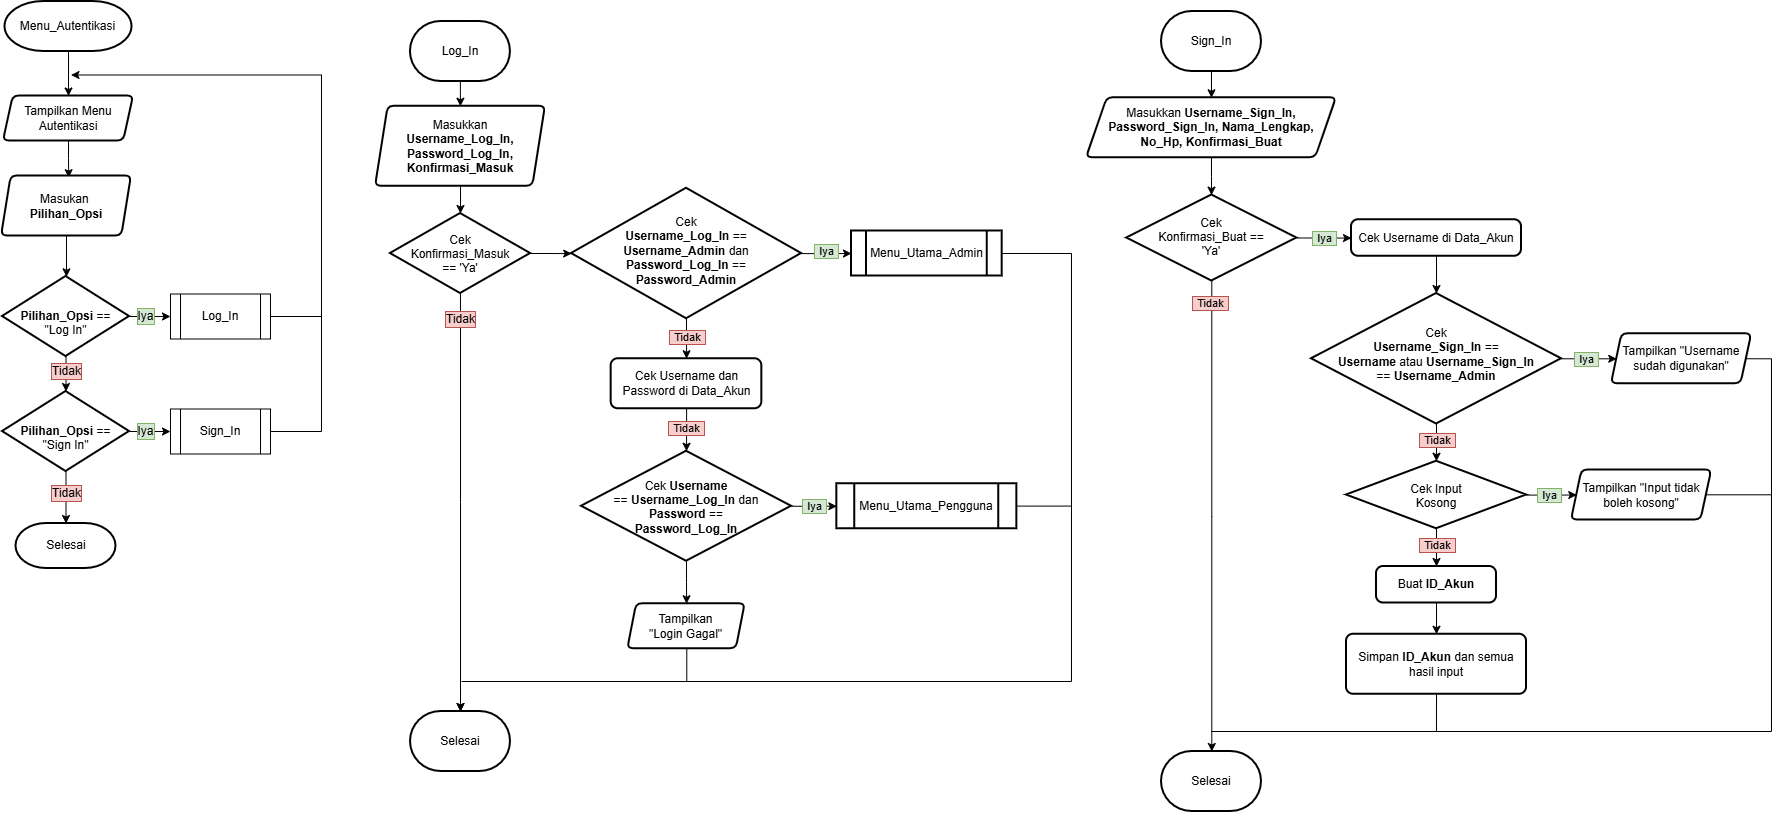 Menu_Autentikasi
Tampilkan Menu
Autentikasi
Masukan
Pilihan_Opsi
Pilihan_Opsi ==
"Log In"
Iya
Log_In
Tidak
Pilihan_Opsi ==
"Sign In"
Iya
Sign_In
Tidak
Selesai
Log_In
Masukkan
Username_Log_In,
Password_Log_In,
Konfirmasi_Masuk
Cek
Konfirmasi_Masuk
== 'Ya'
Tidak
Cek
Username_Log_In ==
Username_Admin dan
Password_Log_In ==
Password_Admin
Iya
Menu_Utama_Admin
Tidak
Cek Username dan
Password di Data_Akun
Tidak
Cek Username
== Username_Log_In dan
Password ==
Password_Log_In
Iya
Menu_Utama_Pengguna
Tampilkan
"Login Gagal"
Selesai
Sign_In
Masukkan Username_Sign_In,
Password_Sign_In, Nama_Lengkap,
No_Hp, Konfirmasi_Buat
Cek
Konfirmasi_Buat ==
'Ya'
Iya
Cek Username di Data_Akun
Tidak
Cek
Username_Sign_In ==
Username atau Username_Sign_In
== Username_Admin
Iya
Tampilkan "Username
sudah digunakan"
Tidak
Cek Input
Kosong
Iya
Tampilkan "Input tidak
boleh kosong"
Tidak
Buat ID_Akun
Simpan ID_Akun dan semua
hasil input
Selesai